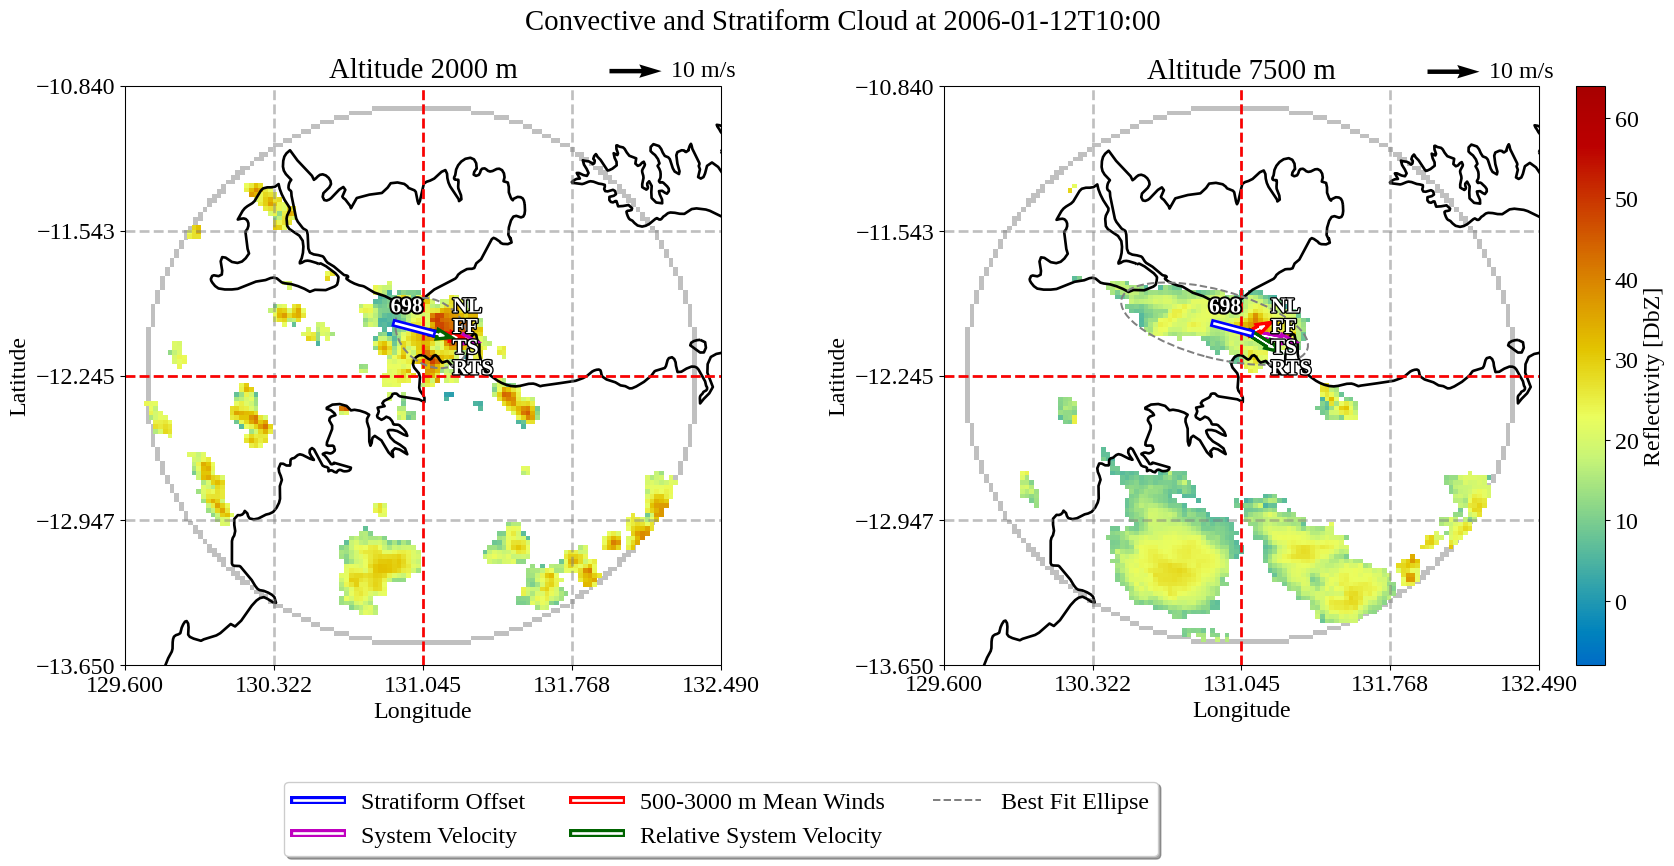 Convective and Stratiform Cloud at 2006-01-12T10:00
Altitude 2000 m
10 m/s
Altitude 7500 m
10 m/s
−10.840
−11.543
−12.245
−12.947
−13.650
129.600
130.322
131.045
131.768
132.490
Longitude
Latitude
698
NL
FF
TS
RTS
−10.840
−11.543
−12.245
−12.947
−13.650
129.600
130.322
131.045
131.768
132.490
Longitude
Latitude
698
NL
FF
TS
RTS
60
50
40
30
20
10
0
Reflectivity [DbZ]
Stratiform Offset
System Velocity
500-3000 m Mean Winds
Relative System Velocity
Best Fit Ellipse